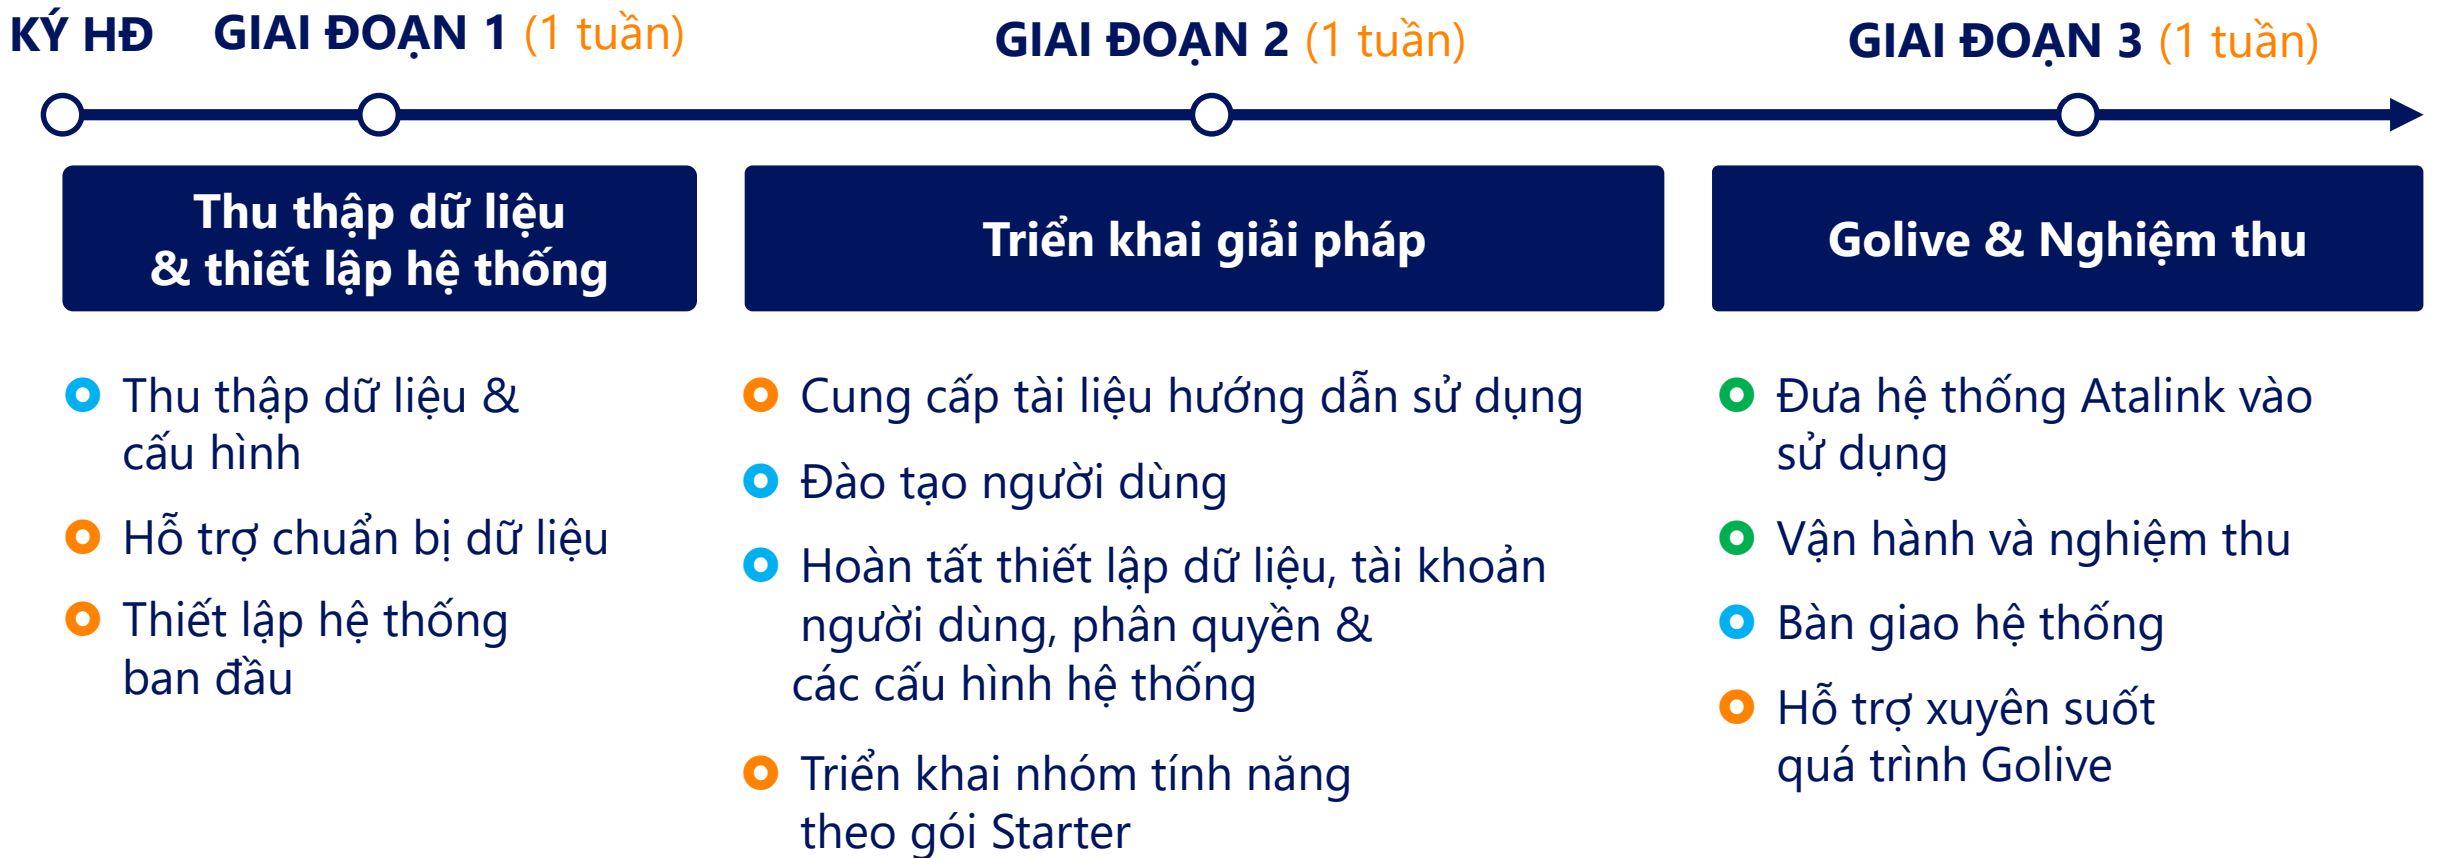 KÝ HĐ
GIAI ĐOẠN 1 (1 tuần)
GIAI ĐOẠN 2 (1 tuần)
GIAI ĐOẠN 3 (1 tuần)
Thu thập dữ liệu
& thiết lập hệ thống
Thu thập dữ liệu &
cấu hình
Hỗ trợ chuẩn bị dữ liệu
Thiết lập hệ thống
ban đầu
Triển khai giải pháp
Cung cấp tài liệu hướng dẫn sử dụng
Đào tạo người dùng
Hoàn tất thiết lập dữ liệu, tài khoản
người dùng, phân quyền &
các cấu hình hệ thống
Triển khai nhóm tính năng
theo gói Starter
Golive & Nghiệm thu
Đưa hệ thống Atalink vào
sử dụng
Vận hành và nghiệm thu
Bàn giao hệ thống
Hỗ trợ xuyên suốt
quá trình Golive